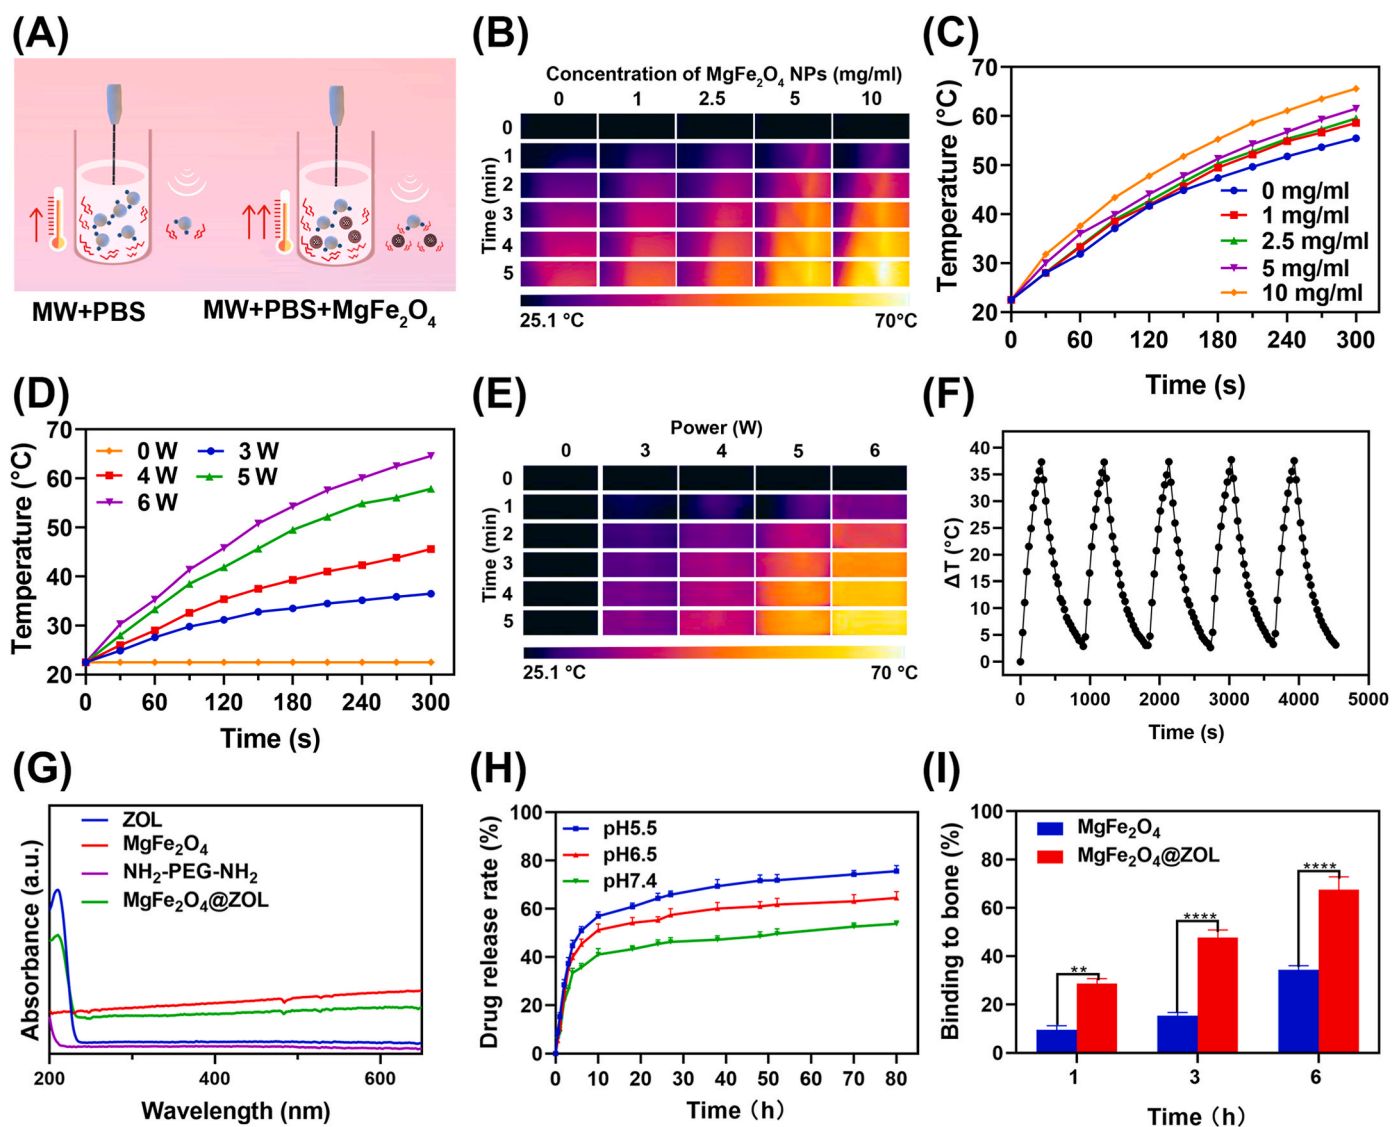 (A)
MW+PBS
MW+PBS+MgFe₂O₄
(B)
Concentration of MgFe₂O₄ NPs (mg/ml)
0 1 2.5 5 10
Time (min)
0
1
2
3
4
5
25.1 °C 70°C
(C)
Temperature (°C)
70
60
50
40
30
20
0 mg/ml
1 mg/ml
2.5 mg/ml
5 mg/ml
10 mg/ml
0 60 120 180 240 300
Time (s)
(D)
Temperature (°C)
70
60
50
40
30
20
0 W 3 W
4 W 5 W
6 W
0 60 120 180 240 300
Time (s)
(E)
Power (W)
0 3 4 5 6
Time (min)
0
1
2
3
4
5
25.1 °C 70 °C
(F)
ΔT (°C)
40
35
30
25
20
15
10
5
0
0 1000 2000 3000 4000 5000
Time (s)
(G)
Absorbance (a.u.)
ZOL
MgFe₂O₄
NH₂-PEG-NH₂
MgFe₂O₄@ZOL
200 400 600
Wavelength (nm)
(H)
Drug release rate (%)
100
80
60
40
20
0
pH5.5
pH6.5
pH7.4
0 10 20 30 40 50 60 70 80
Time（h）
(I)
Binding to bone (%)
100
80
60
40
20
0
MgFe₂O₄
MgFe₂O₄@ZOL
**
****
****
1 3 6
Time（h）